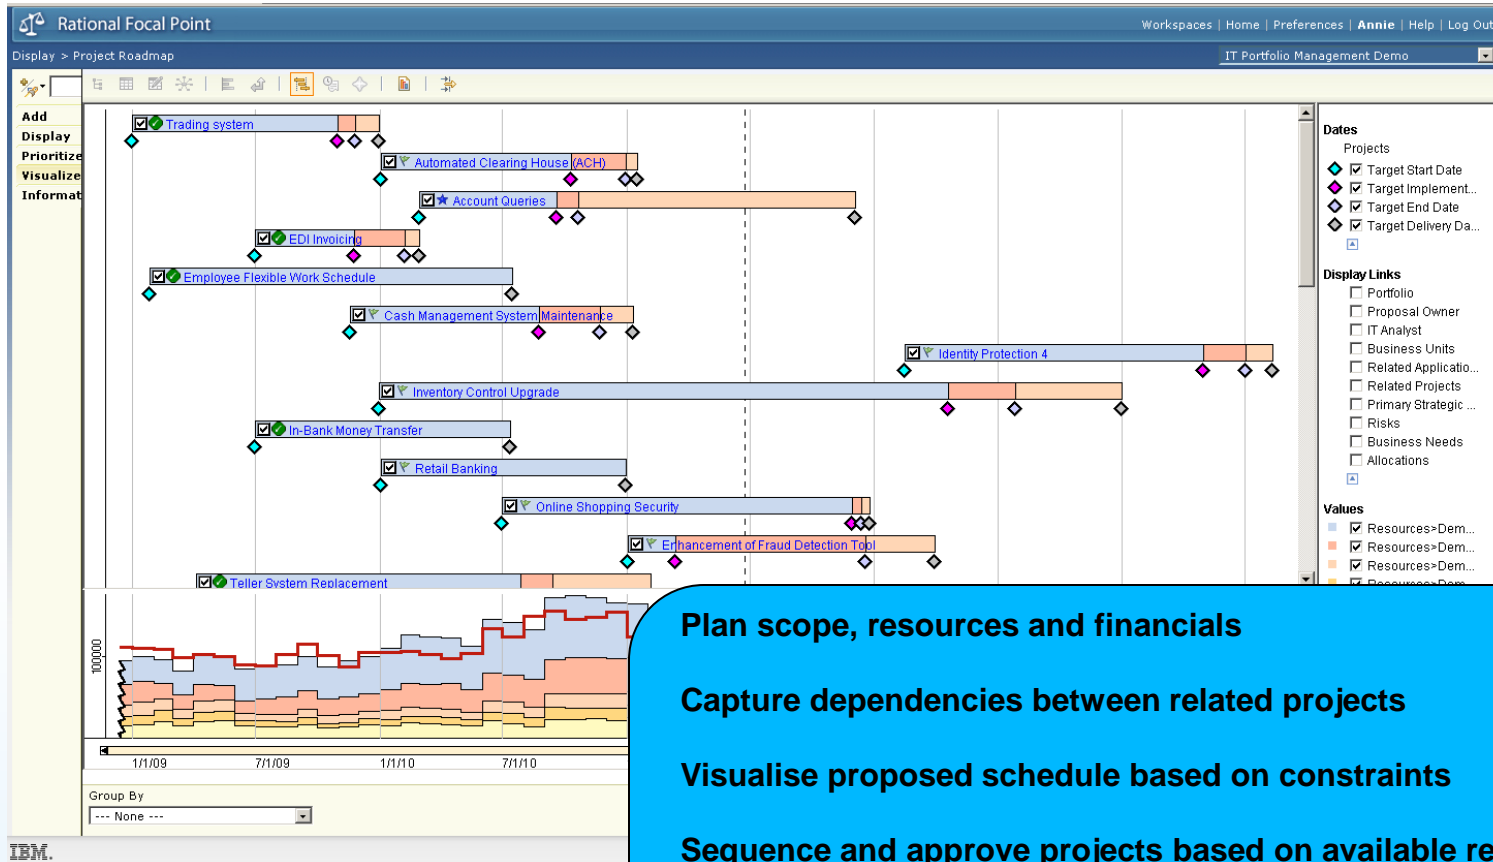 Rational Focal Point
Workspaces | Home | Preferences | Annie | Help | Log Out
Display > Project Roadmap
IT Portfolio Management Demo
Add
Display
Prioritize
Visualize
Informat
Trading system
Automated Clearing House (ACH)
Account Queries
EDI Invoicing
Employee Flexible Work Schedule
Cash Management System Maintenance
Identity Protection 4
Inventory Control Upgrade
In-Bank Money Transfer
Retail Banking
Online Shopping Security
Enhancement of Fraud Detection Tool
Teller System Replacement
Dates
Projects
Target Start Date
Target Implement...
Target End Date
Target Delivery Da...
Display Links
Portfolio
Proposal Owner
IT Analyst
Business Units
Related Applicatio...
Related Projects
Primary Strategic ...
Risks
Business Needs
Allocations
Values
Resources>Dem...
Resources>Dem...
Resources>Dem...
Resources>Dem...
100000
1/1/09
7/1/09
1/1/10
7/1/10
Group By
--- None ---
IBM.
Plan scope, resources and financials
Capture dependencies between related projects
Visualise proposed schedule based on constraints
Sequence and approve projects based on available re